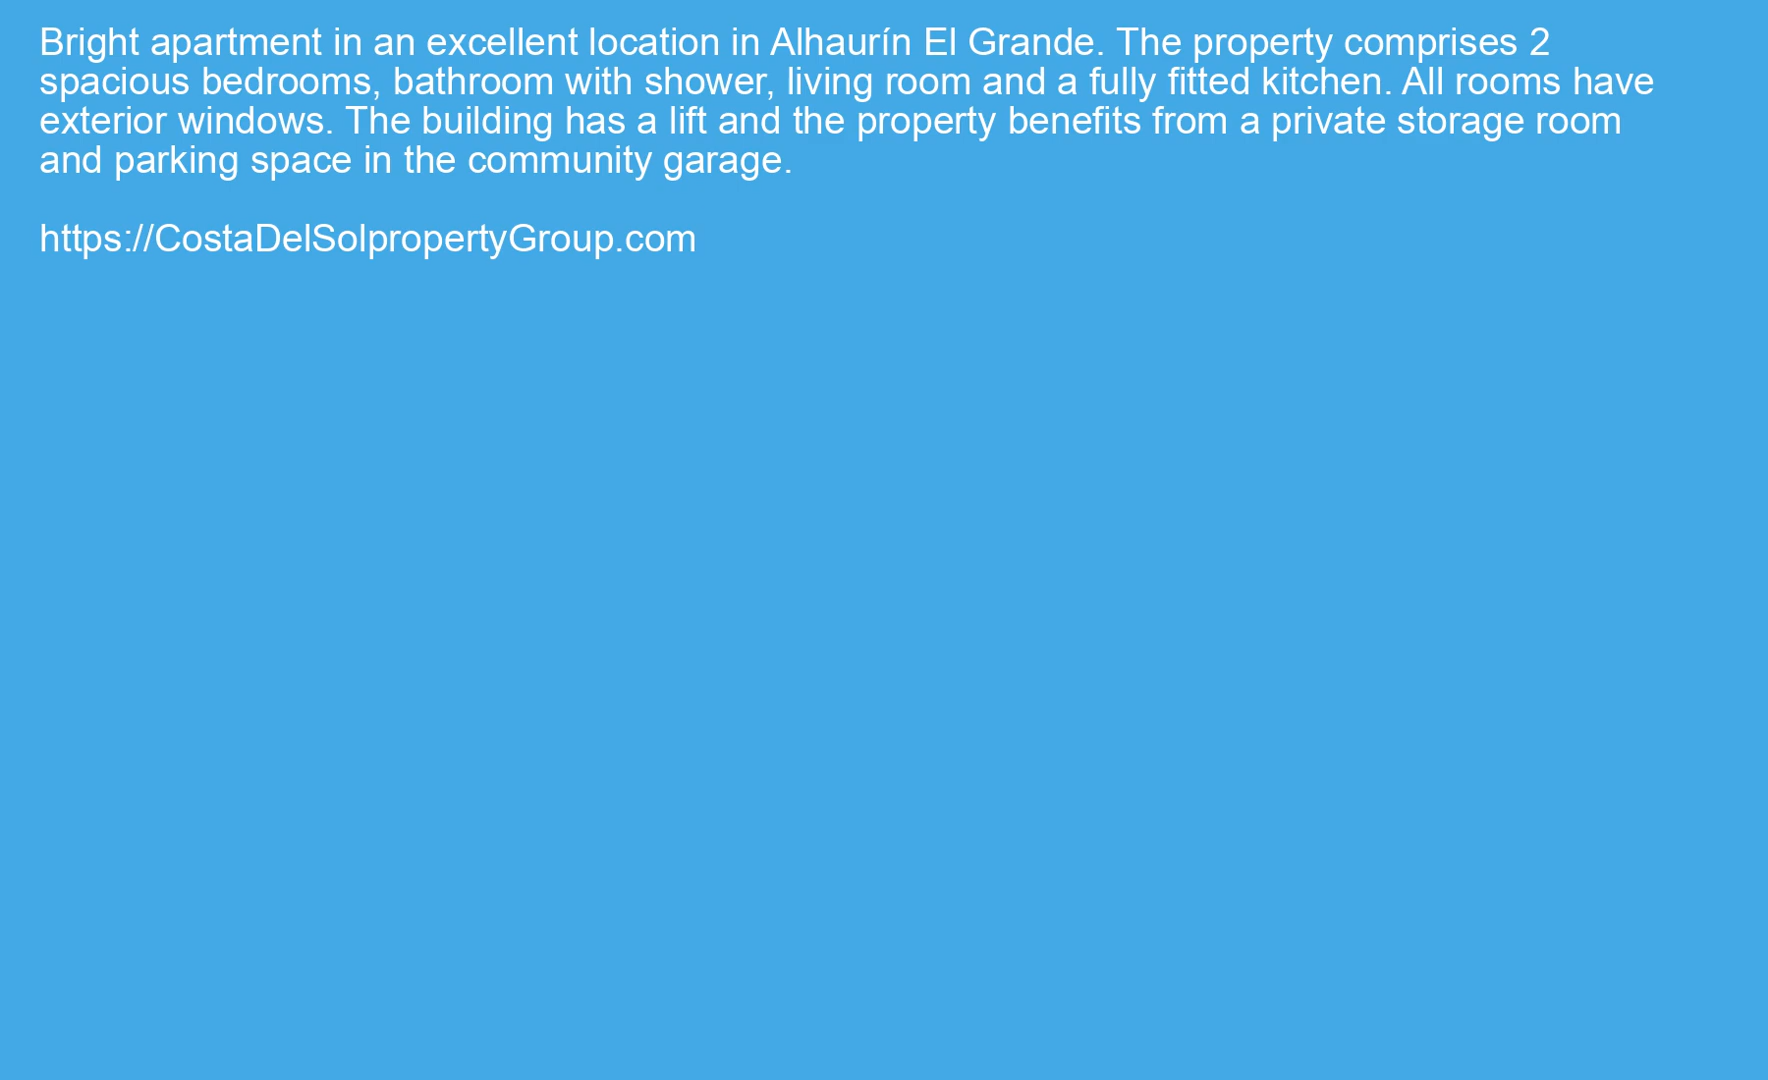 Bright apartment in an excellent location in Alhaurín El Grande. The property comprises 2
spacious bedrooms, bathroom with shower, living room and a fully fitted kitchen. All rooms have
exterior windows. The building has a lift and the property benefits from a private storage room
and parking space in the community garage.
https://CostaDelSolpropertyGroup.com